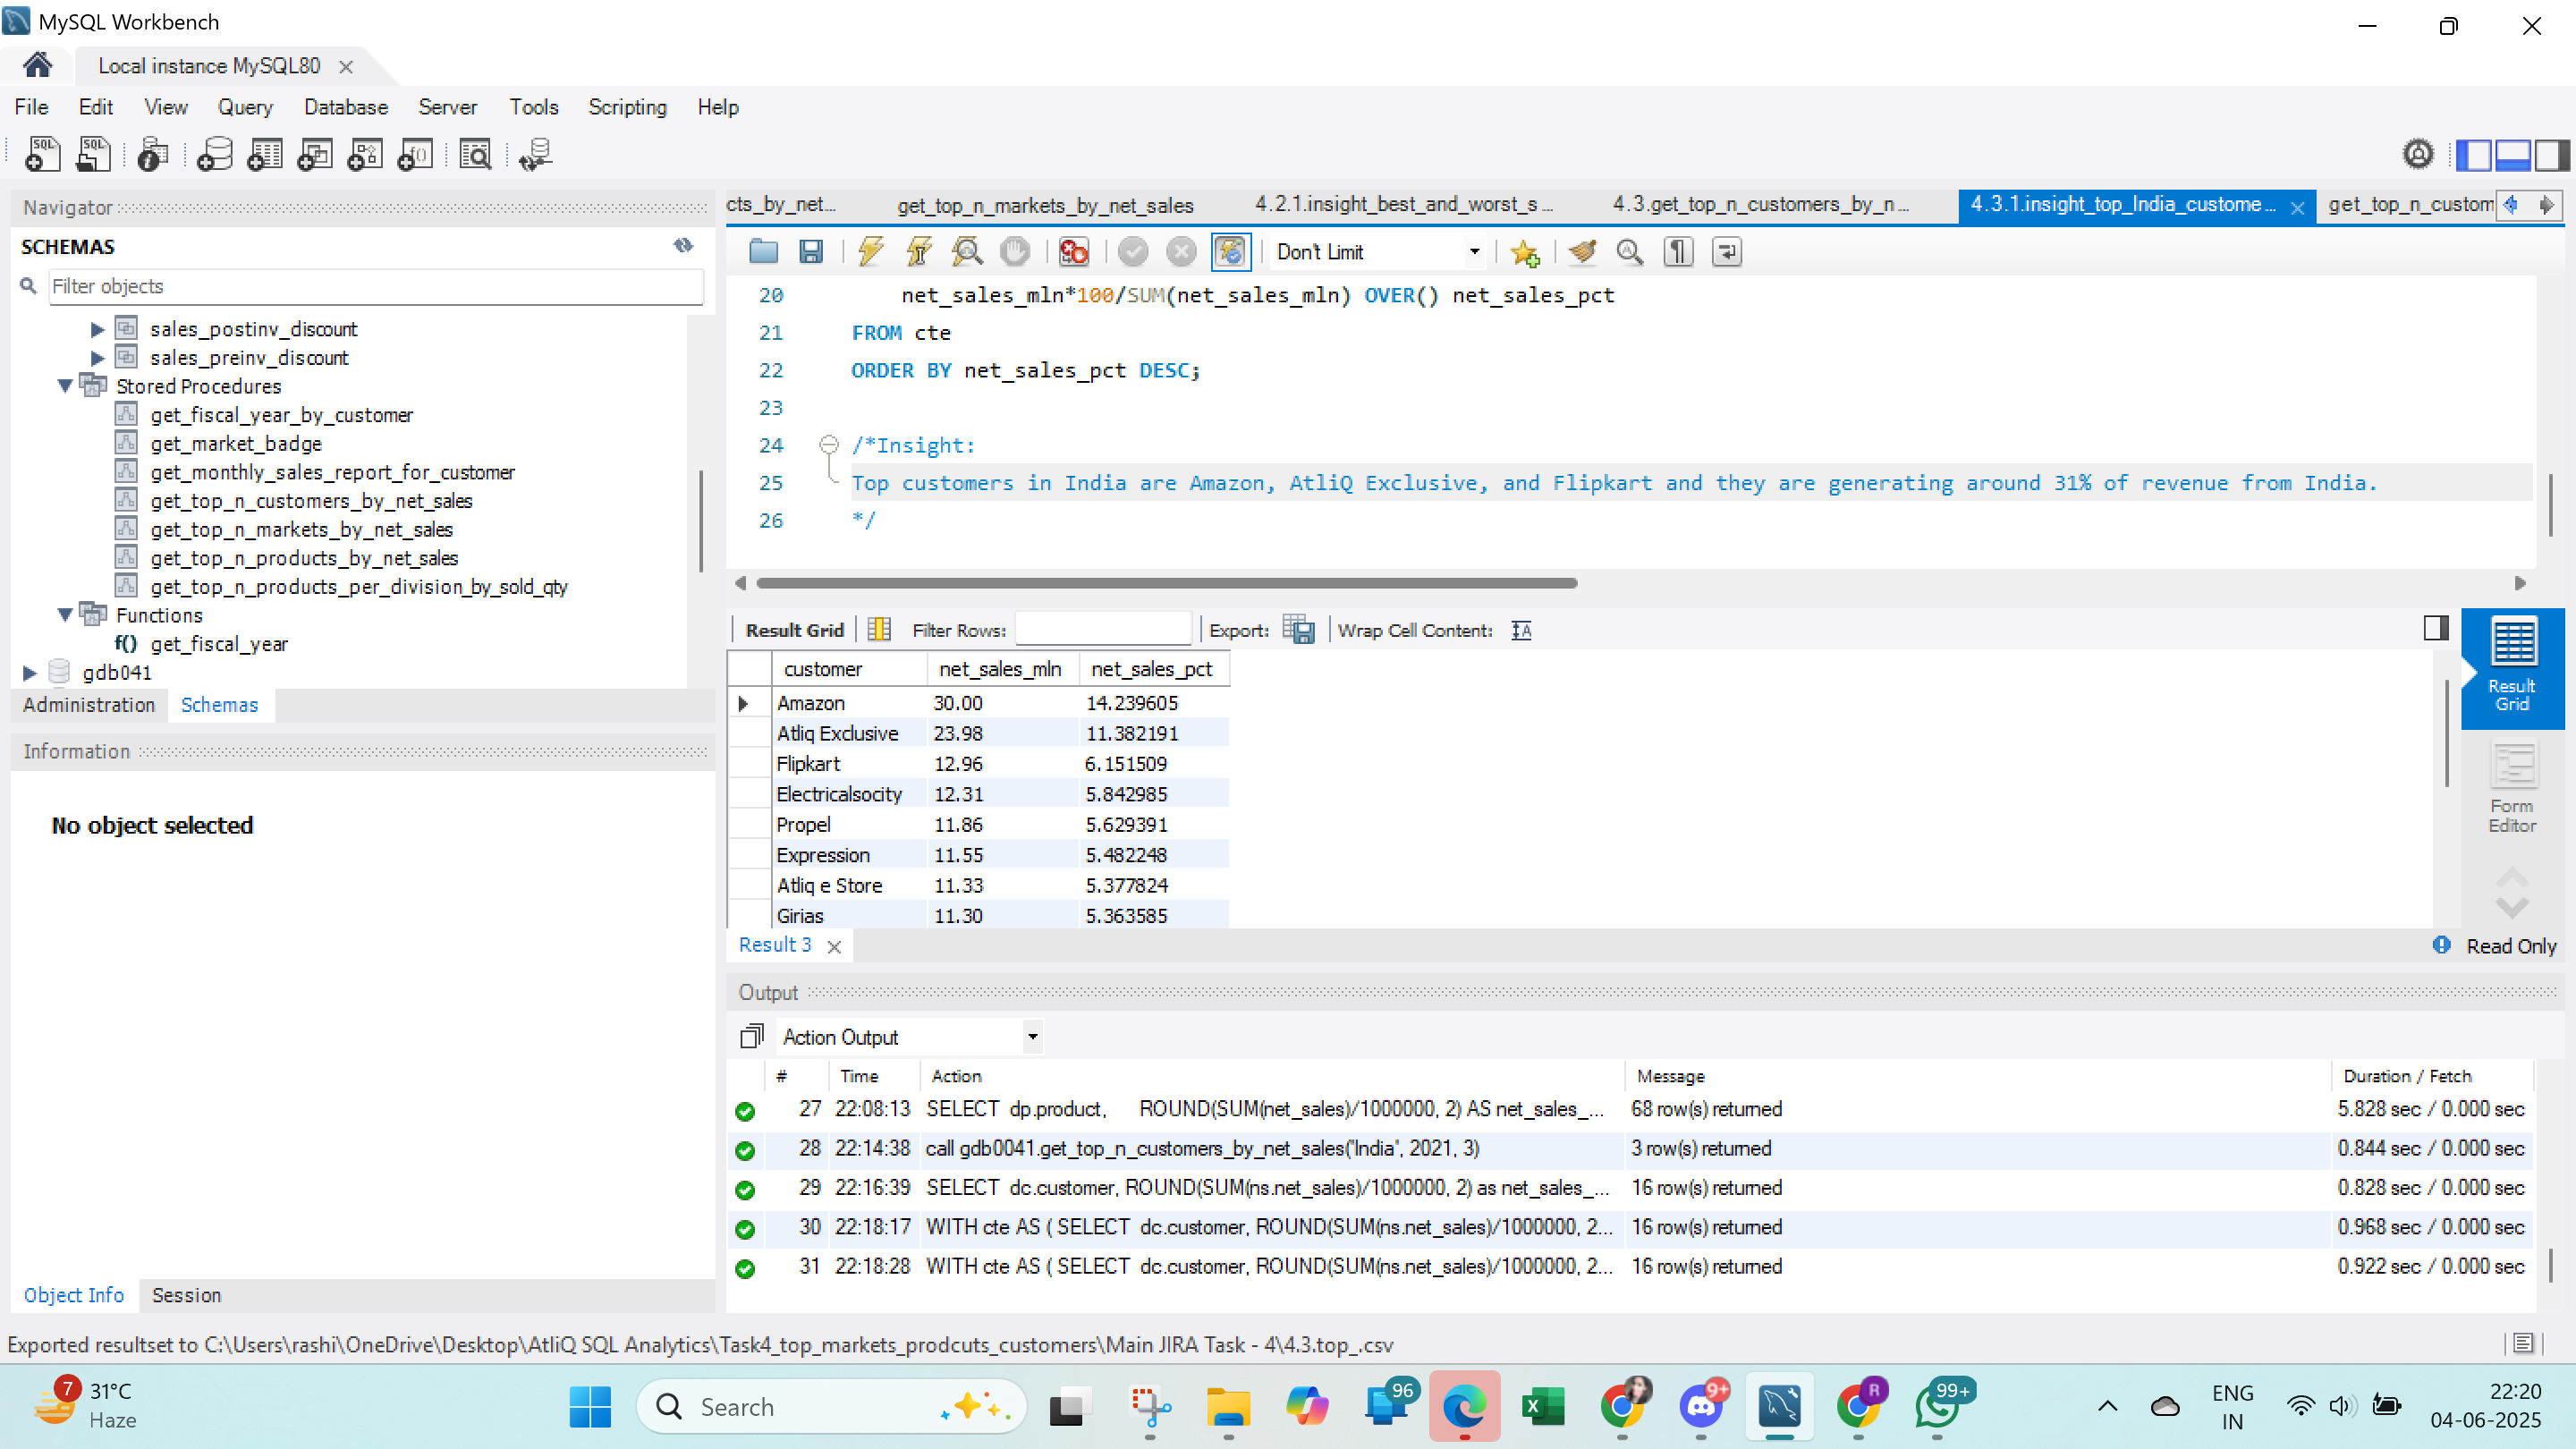 MySQL Workbench
Local instance MySQL80
File Edit View Query Database Server Tools Scripting Help
Navigator
SCHEMAS
Filter objects
sales_postinv_discount
sales_preinv_discount
Stored Procedures
get_fiscal_year_by_customer
get_market_badge
get_monthly_sales_report_for_customer
get_top_n_customers_by_net_sales
get_top_n_markets_by_net_sales
get_top_n_products_by_net_sales
get_top_n_products_per_division_by_sold_qty
Functions
f() get_fiscal_year
gdb041
Administration Schemas
Information
No object selected
Object Info Session
cts_by_net... get_top_n_markets_by_net_sales 4.2.1.insight_best_and_worst_s... 4.3.get_top_n_customers_by_n... 4.3.1.insight_top_India_custome... get_top_n_custom
Don't Limit
20 net_sales_mln*100/SUM(net_sales_mln) OVER() net_sales_pct
21 FROM cte
22 ORDER BY net_sales_pct DESC;
23
24 /*Insight:
25 Top customers in India are Amazon, AtliQ Exclusive, and Flipkart and they are generating around 31% of revenue from India.
26 */
Result Grid Filter Rows: Export: Wrap Cell Content:
customer net_sales_mln net_sales_pct
Amazon 30.00 14.239605
Atliq Exclusive 23.98 11.382191
Flipkart 12.96 6.151509
Electricalsocity 12.31 5.842985
Propel 11.86 5.629391
Expression 11.55 5.482248
Atliq e Store 11.33 5.377824
Girias 11.30 5.363585
Result Grid
Form Editor
Result 3
Read Only
Output
Action Output
# Time Action Message Duration / Fetch
27 22:08:13 SELECT dp.product, ROUND(SUM(net_sales)/1000000, 2) AS net_sales_... 68 row(s) returned 5.828 sec / 0.000 sec
28 22:14:38 call gdb0041.get_top_n_customers_by_net_sales('India', 2021, 3) 3 row(s) returned 0.844 sec / 0.000 sec
29 22:16:39 SELECT dc.customer, ROUND(SUM(ns.net_sales)/1000000, 2) as net_sales_... 16 row(s) returned 0.828 sec / 0.000 sec
30 22:18:17 WITH cte AS ( SELECT dc.customer, ROUND(SUM(ns.net_sales)/1000000, 2... 16 row(s) returned 0.968 sec / 0.000 sec
31 22:18:28 WITH cte AS ( SELECT dc.customer, ROUND(SUM(ns.net_sales)/1000000, 2... 16 row(s) returned 0.922 sec / 0.000 sec
Exported resultset to C:\Users\rashi\OneDrive\Desktop\AtliQ SQL Analytics\Task4_top_markets_prodcuts_customers\Main JIRA Task - 4\4.3.top_.csv
7
31°C
Haze
Search
96
9+
R
99+
ENG
IN
22:20
04-06-2025